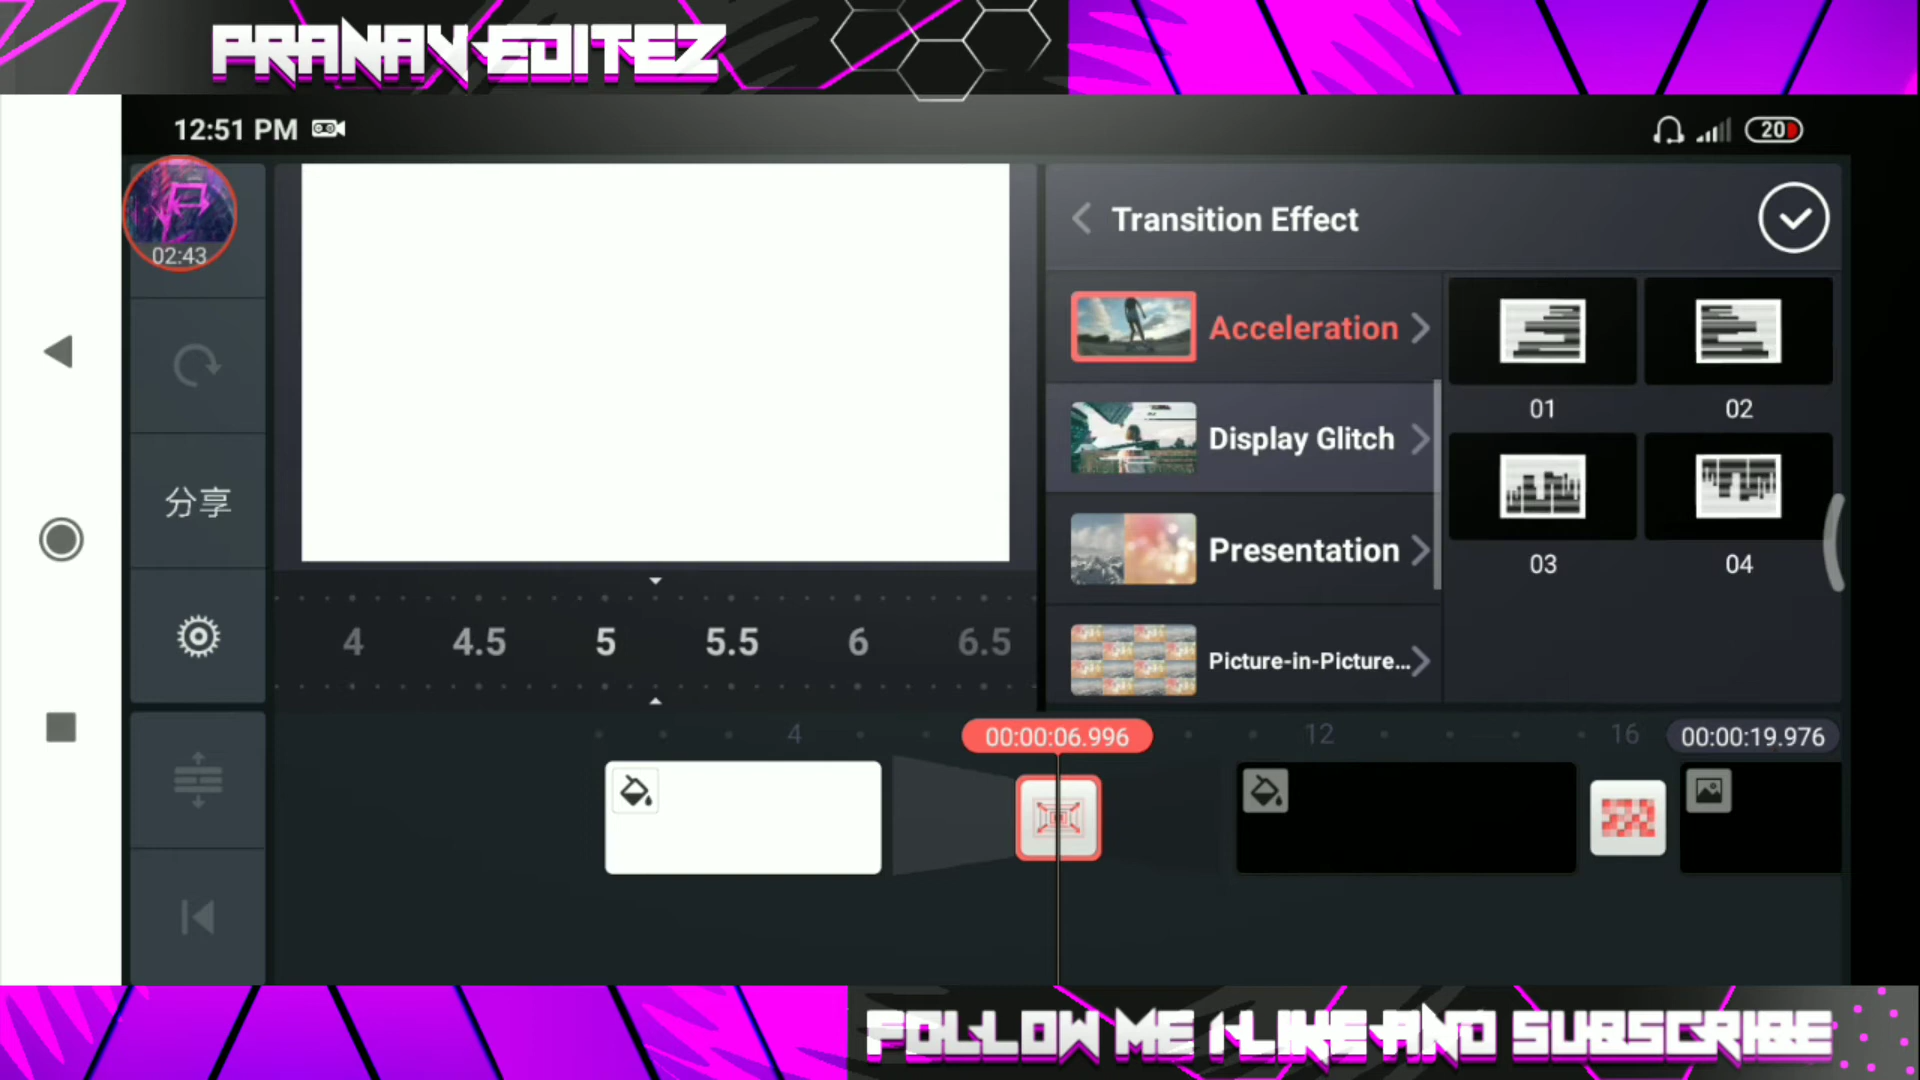 PRANAV EDITEZ
12:51 PM
20
02:43
Transition Effect
Acceleration
01
02
Display Glitch
分享
Presentation
03
04
4
4.5
5
5.5
6
6.5
Picture-in-Picture...
4
00:00:06.996
12
16
00:00:19.976
FOLLOW ME LIKE AND SUBSCRIBE